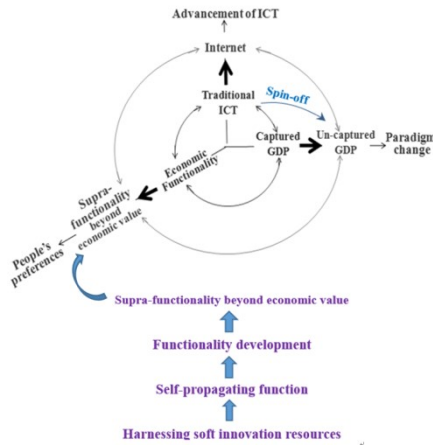 Advancement of ICT
Internet
Traditional
ICT
Spin-off
Captured
GDP
Un-captured
GDP
Paradigm
change
Economic
Functionality
Supra-
functionality
beyond
economic value
People's
preferences
Supra-functionality beyond economic value
Functionality development
Self-propagating function
Harnessing soft innovation resources